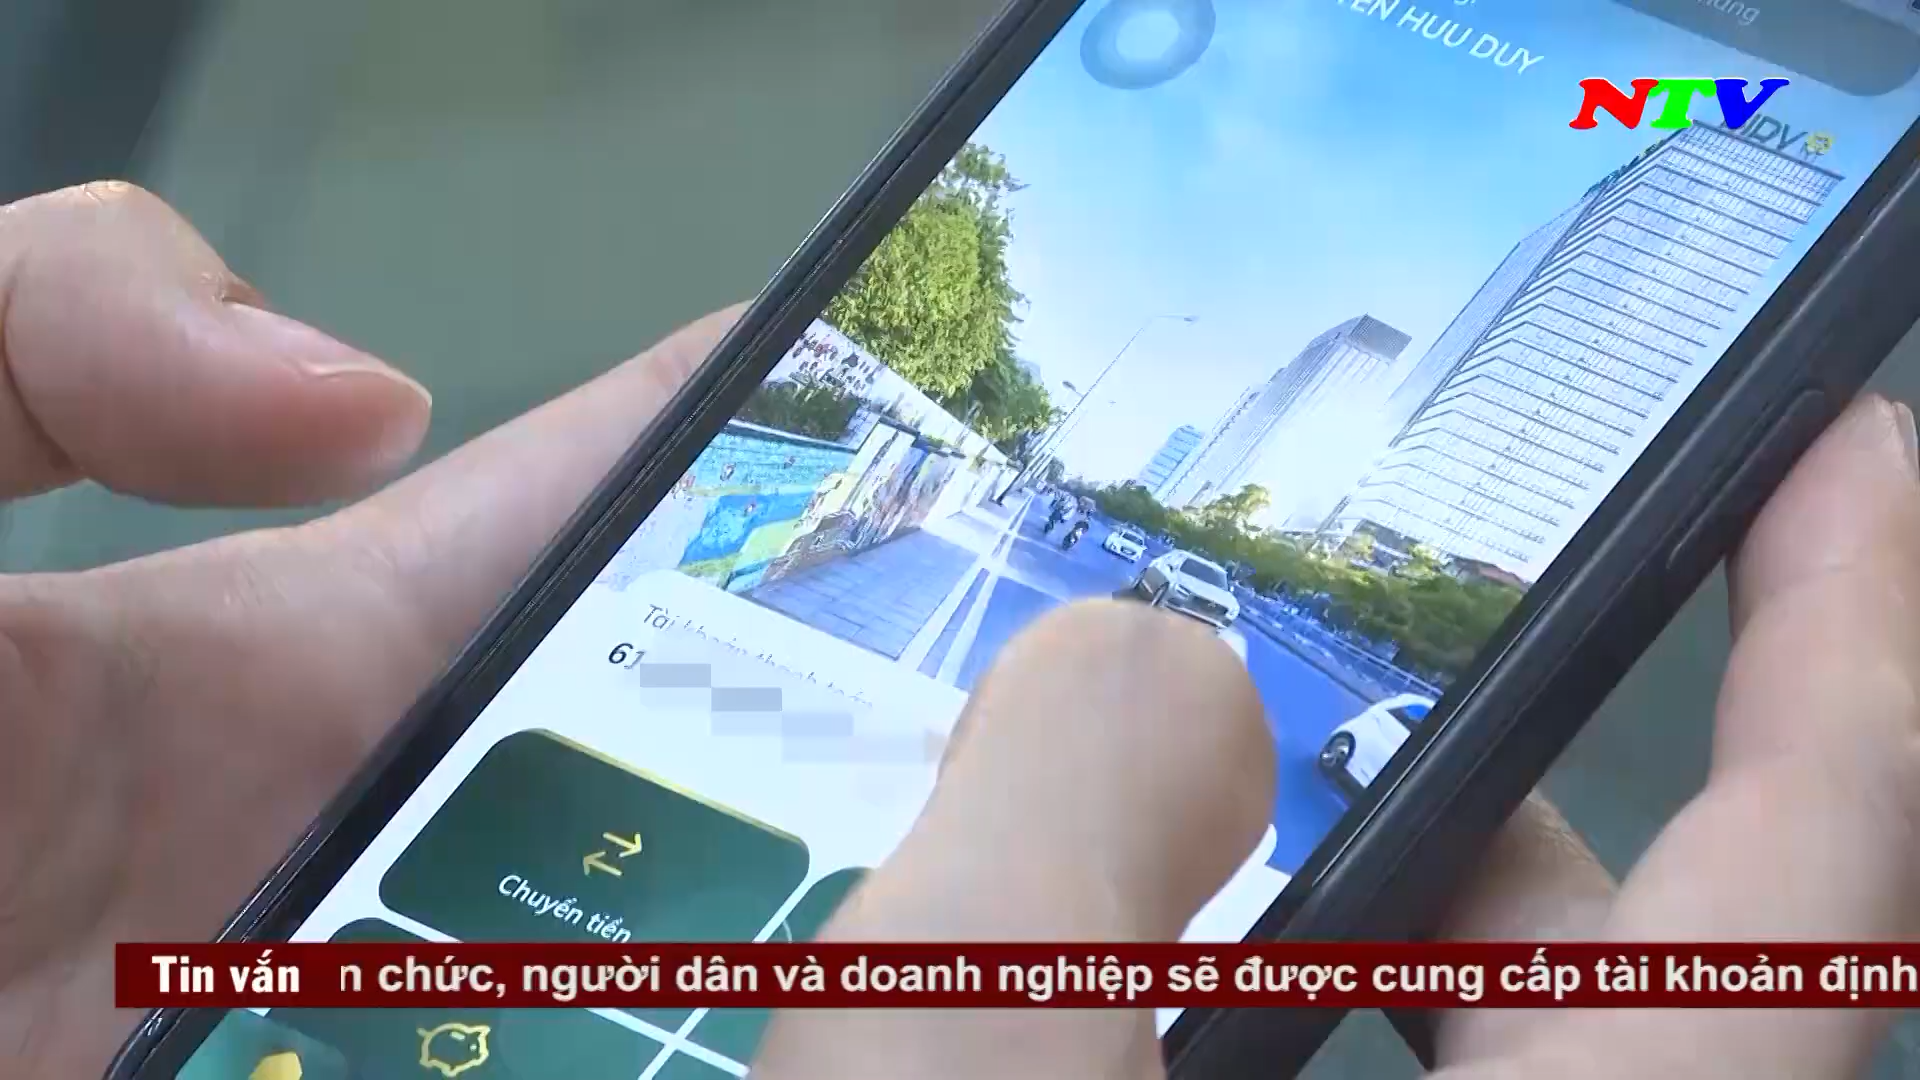 HUU DUY
NTV
BIDV
Tài khoản thanh toán
61
Chuyển tiền
Tin vắn
n chức, người dân và doanh nghiệp sẽ được cung cấp tài khoản định